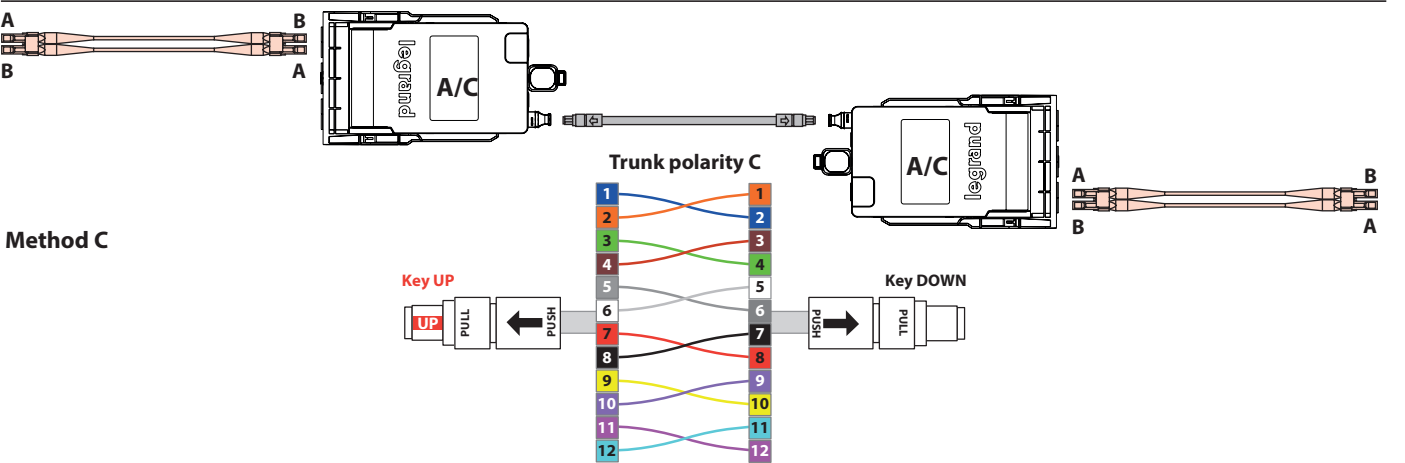 A B
B A
legrand
A/C
A/C
legrand
A B
B A
Trunk polarity C
Method C
Key UP
Key DOWN
UP PULL PUSH
PUSH PULL
1 1
2 2
3 3
4 4
5 5
6 6
7 7
8 8
9 9
10 10
11 11
12 12